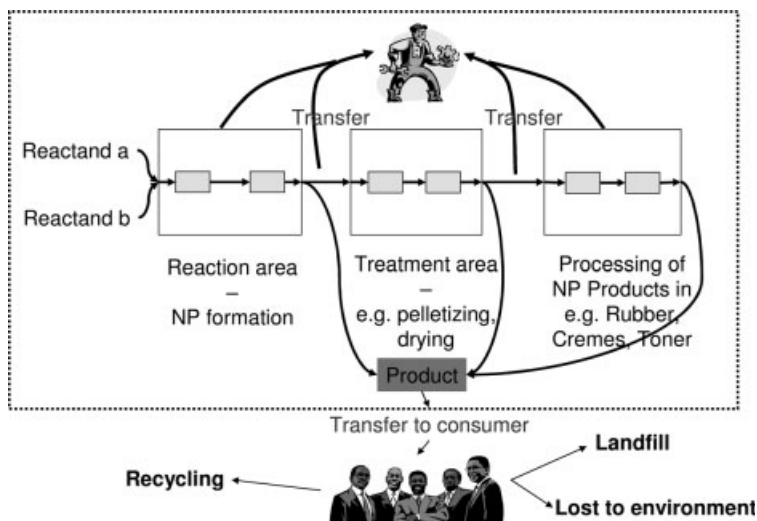 Transfer
Transfer
Reactand a
Reactand b
Reaction area
–
NP formation
Treatment area
–
e.g. pelletizing,
drying
Processing of
NP Products in
e.g. Rubber,
Cremes, Toner
Product
Transfer to consumer
Recycling
Landfill
Lost to environment